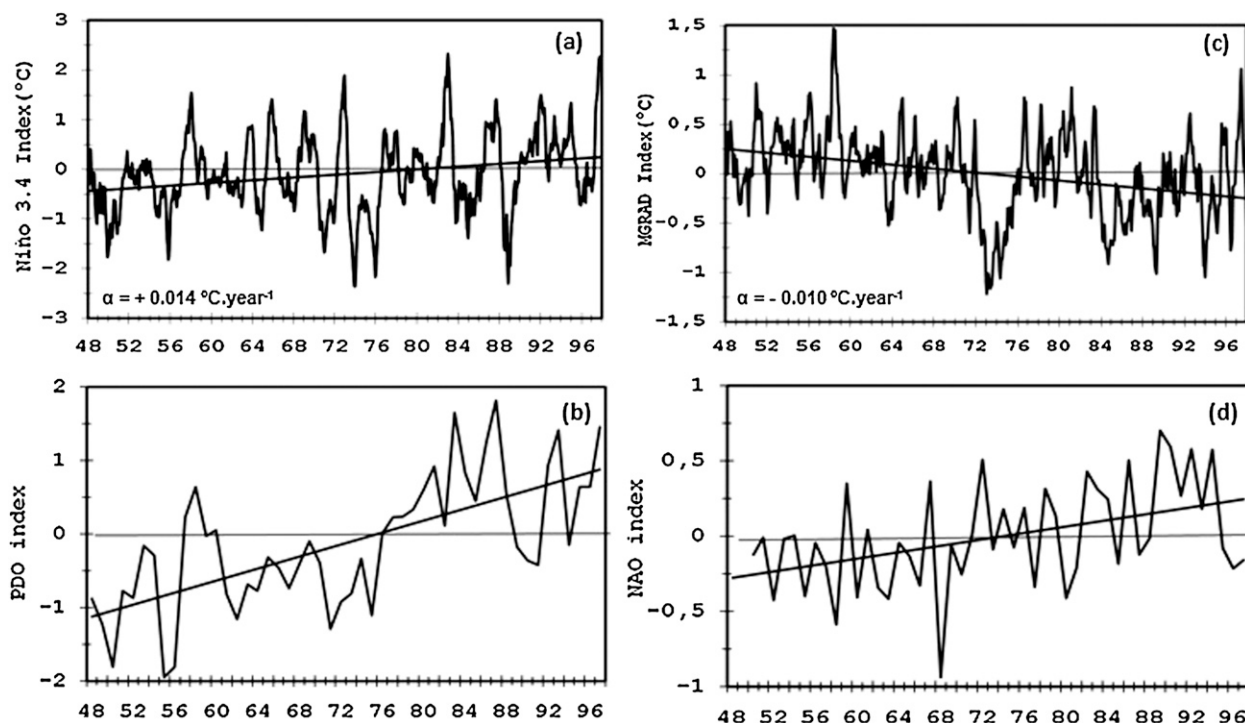 (a)
Niño 3.4 Index (°C)
3
2
1
0
-1
-2
-3
α = + 0.014 ºC.year⁻¹
48 52 56 60 64 68 72 76 80 84 88 92 96
(c)
MGRAD Index (°C)
1,5
1
0,5
0
-0,5
-1
-1,5
α = - 0.010 ºC.year⁻¹
48 52 56 60 64 68 72 76 80 84 88 92 96
(b)
PDO index
2
1
0
-1
-2
48 52 56 60 64 68 72 76 80 84 88 92 96
(d)
NAO index
1
0,5
0
-0,5
-1
48 52 56 60 64 68 72 76 80 84 88 92 96